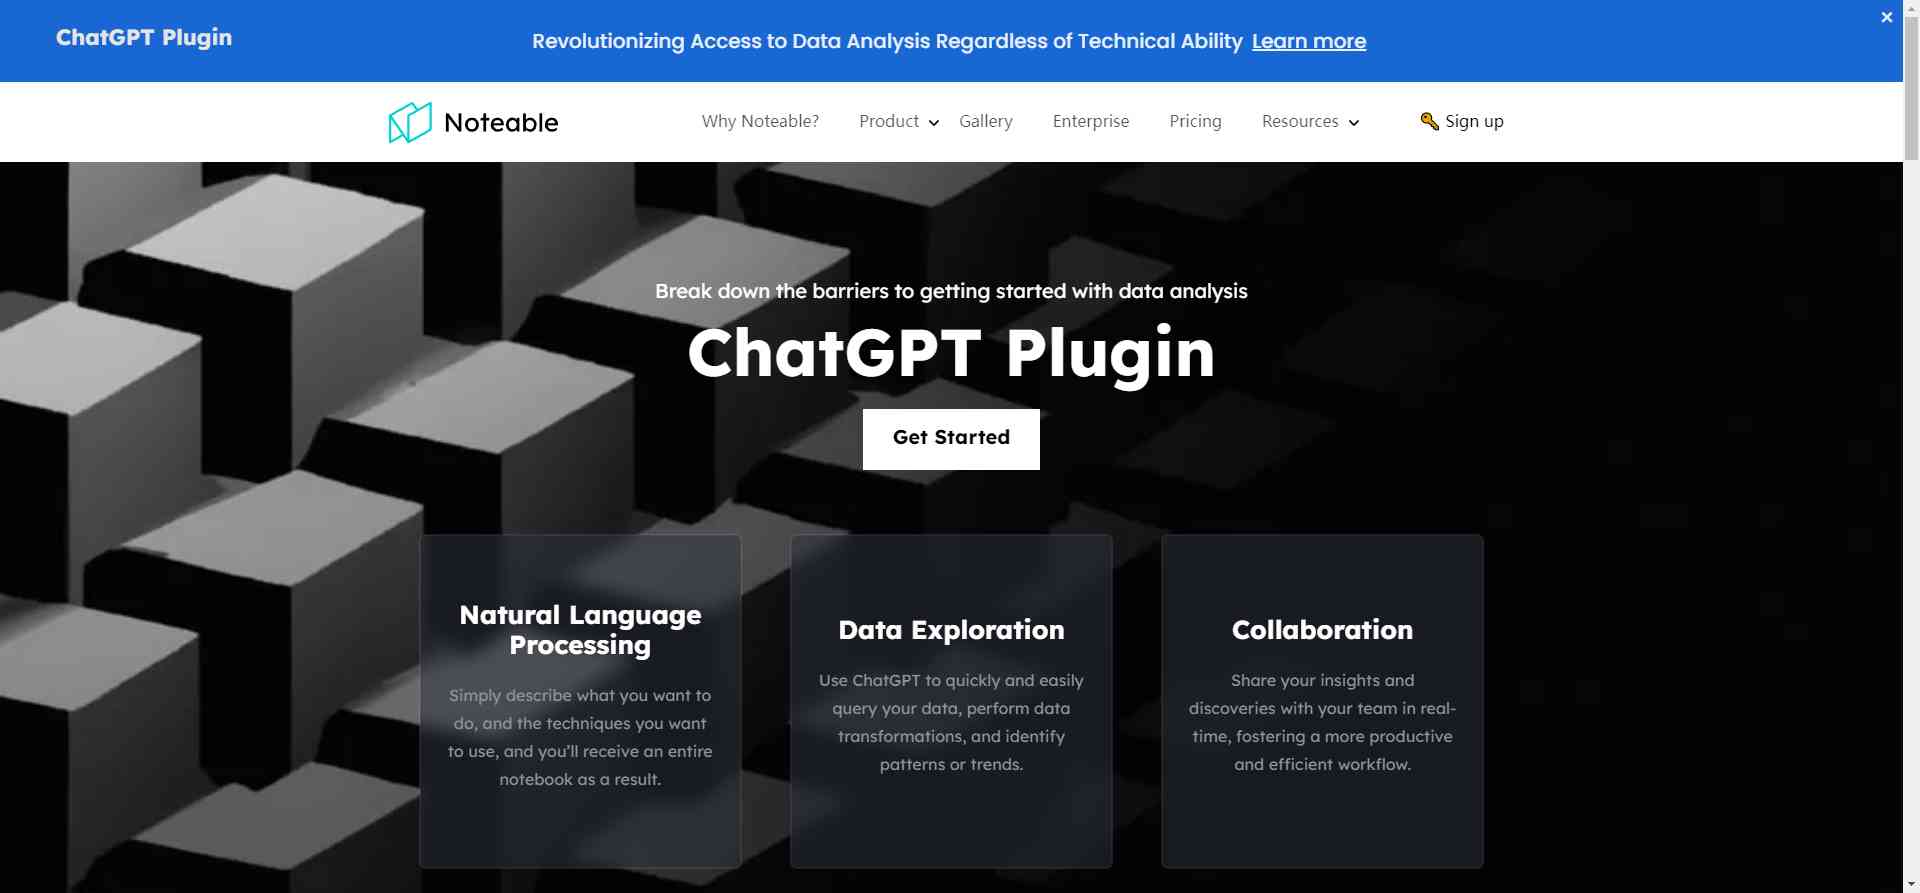 ChatGPT Plugin
Revolutionizing Access to Data Analysis Regardless of Technical Ability Learn more
×
Noteable
Why Noteable?
Product
Gallery
Enterprise
Pricing
Resources
Sign up
Break down the barriers to getting started with data analysis
ChatGPT Plugin
Get Started
Natural Language
Processing
Simply describe what you want to
do, and the techniques you want
to use, and you’ll receive an entire
notebook as a result.
Data Exploration
Use ChatGPT to quickly and easily
query your data, perform data
transformations, and identify
patterns or trends.
Collaboration
Share your insights and
discoveries with your team in real-
time, fostering a more productive
and efficient workflow.